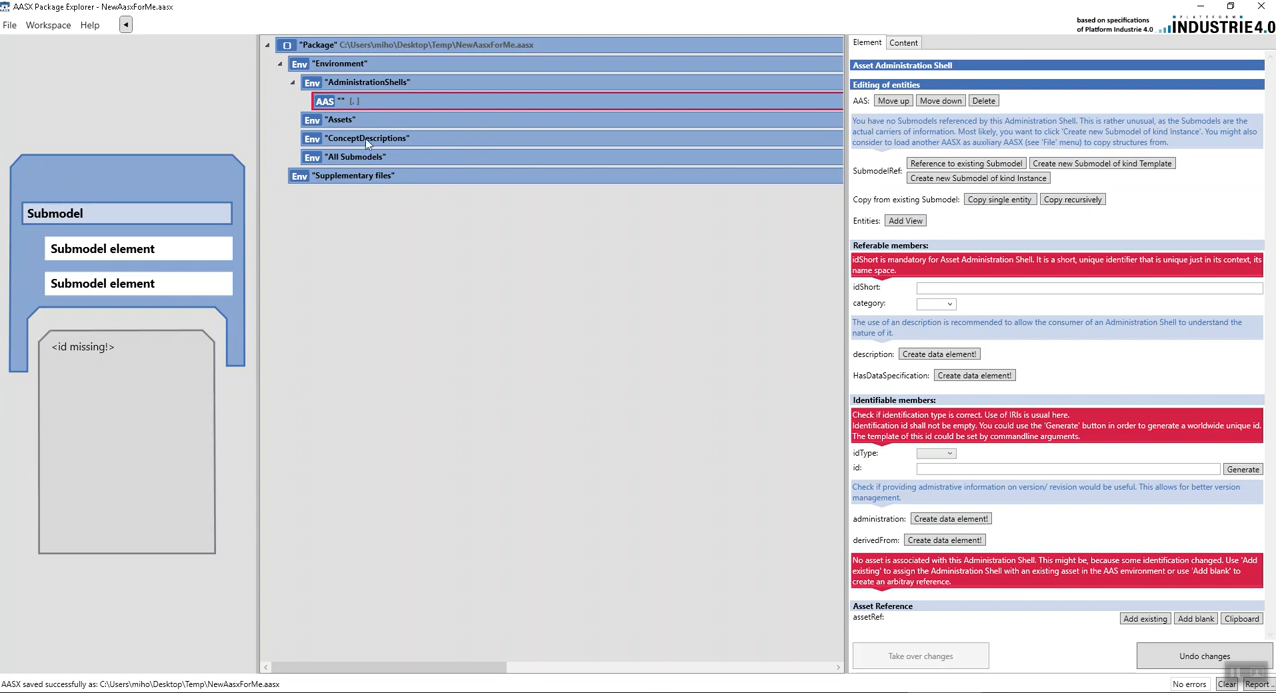 AASX Package Explorer - NewAasxForMe.aasx
File Workspace Help
based on specifications
of Platform Industrie 4.0
PLATTFORM
INDUSTRIE4.0
Submodel
Submodel element
Submodel element
<id missing!>
"Package" C:\Users\miho\Desktop\Temp\NewAasxForMe.aasx
Env "Environment"
Env "AdministrationShells"
AAS "" [, ]
Env "Assets"
Env "ConceptDescriptions"
Env "All Submodels"
Env "Supplementary files"
Element Content
Asset Administration Shell
Editing of entities
AAS: Move up Move down Delete
You have no Submodels referenced by this Administration Shell. This is rather unusual, as the Submodels are the
actual carriers of information. Most likely, you want to click 'Create new Submodel of kind Instance'. You might also
consider to load another AASX as auxiliary AASX (see 'File' menu) to copy structures from.
SubmodelRef: Reference to existing Submodel Create new Submodel of kind Template
Create new Submodel of kind Instance
Copy from existing Submodel: Copy single entity Copy recursively
Entities: Add View
Referable members:
idShort is mandatory for Asset Administration Shell. It is a short, unique identifier that is unique just in its context, its
name space.
idShort:
category:
The use of an description is recommended to allow the consumer of an Administration Shell to understand the
nature of it.
description: Create data element!
HasDataSpecification: Create data element!
Identifiable members:
Check if identification type is correct. Use of IRIs is usual here.
Identification id shall not be empty. You could use the 'Generate' button in order to generate a worldwide unique id.
The template of this id could be set by commandline arguments.
idType:
id: Generate
Check if providing admistrative information on version/ revision would be useful. This allows for better version
management.
administration: Create data element!
derivedFrom: Create data element!
No asset is associated with this Administration Shell. This might be, because some identification changed. Use 'Add
existing' to assign the Administration Shell with an existing asset in the AAS environment or use 'Add blank' to
create an arbitray reference.
Asset Reference
assetRef: Add existing Add blank Clipboard
Take over changes Undo changes
AASX saved successfully as: C:\Users\miho\Desktop\Temp\NewAasxForMe.aasx
No errors Clear Report ..